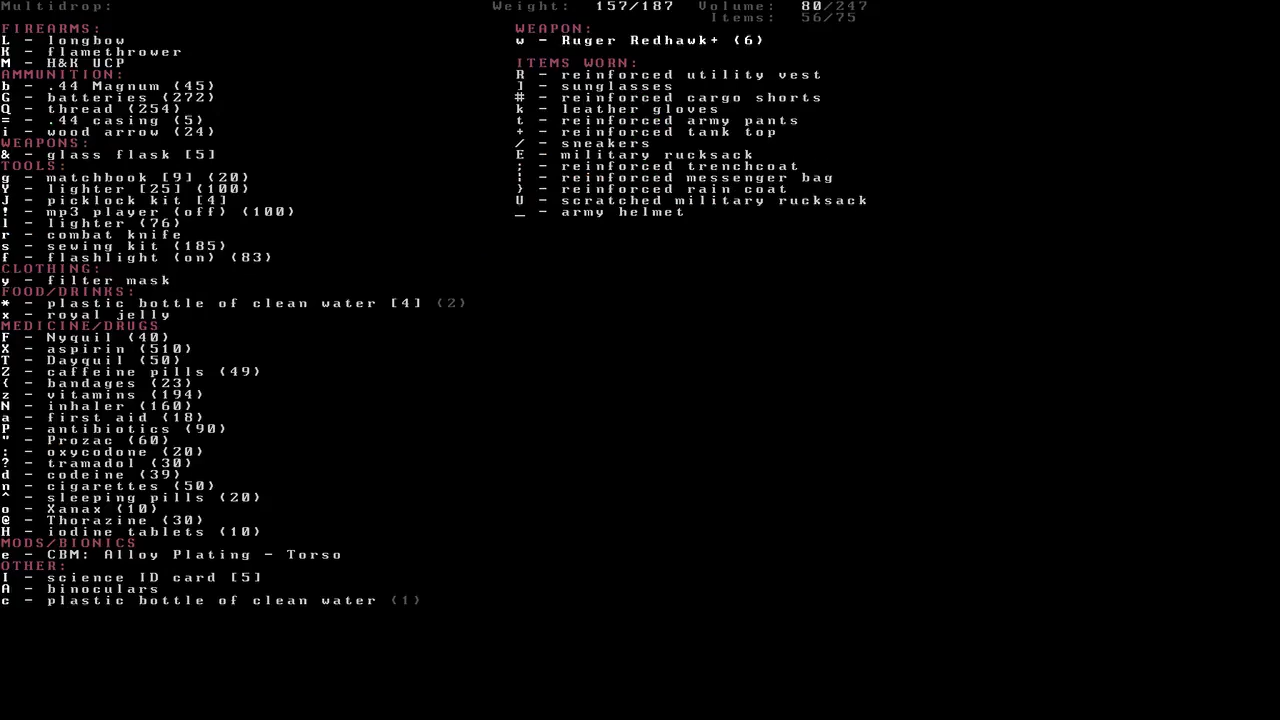 Multidrop: Weight: 157/187 Volume: 80/247
Items: 56/75
FIREARMS:
L - longbow
K - flamethrower
M - H&K UCP
AMMUNITION:
b - .44 Magnum (45)
G - batteries (272)
Q - thread (254)
= - .44 casing (5)
i - wood arrow (24)
WEAPONS:
& - glass flask [5]
TOOLS:
g - matchbook [9] (20)
Y - lighter [25] (100)
J - picklock kit [4]
! - mp3 player (off) (100)
l - lighter (76)
r - combat knife
s - sewing kit (185)
f - flashlight (on) (83)
CLOTHING:
y - filter mask
FOOD/DRINKS:
* - plastic bottle of clean water [4] (2)
x - royal jelly
MEDICINE/DRUGS
F - Nyquil (40)
X - aspirin (510)
T - Dayquil (50)
Z - caffeine pills (49)
{ - bandages (23)
z - vitamins (194)
N - inhaler (160)
a - first aid (18)
P - antibiotics (90)
" - Prozac (60)
: - oxycodone (20)
? - tramadol (30)
d - codeine (39)
n - cigarettes (50)
^ - sleeping pills (20)
o - Xanax (10)
@ - Thorazine (30)
H - iodine tablets (10)
MODS/BIONICS
e - CBM: Alloy Plating - Torso
OTHER:
I - science ID card [5]
A - binoculars
c - plastic bottle of clean water (1)
WEAPON:
w - Ruger Redhawk+ (6)
ITEMS WORN:
R - reinforced utility vest
] - sunglasses
# - reinforced cargo shorts
k - leather gloves
t - reinforced army pants
+ - reinforced tank top
/ - sneakers
E - military rucksack
; - reinforced trenchcoat
¦ - reinforced messenger bag
} - reinforced rain coat
U - scratched military rucksack
_ - army helmet